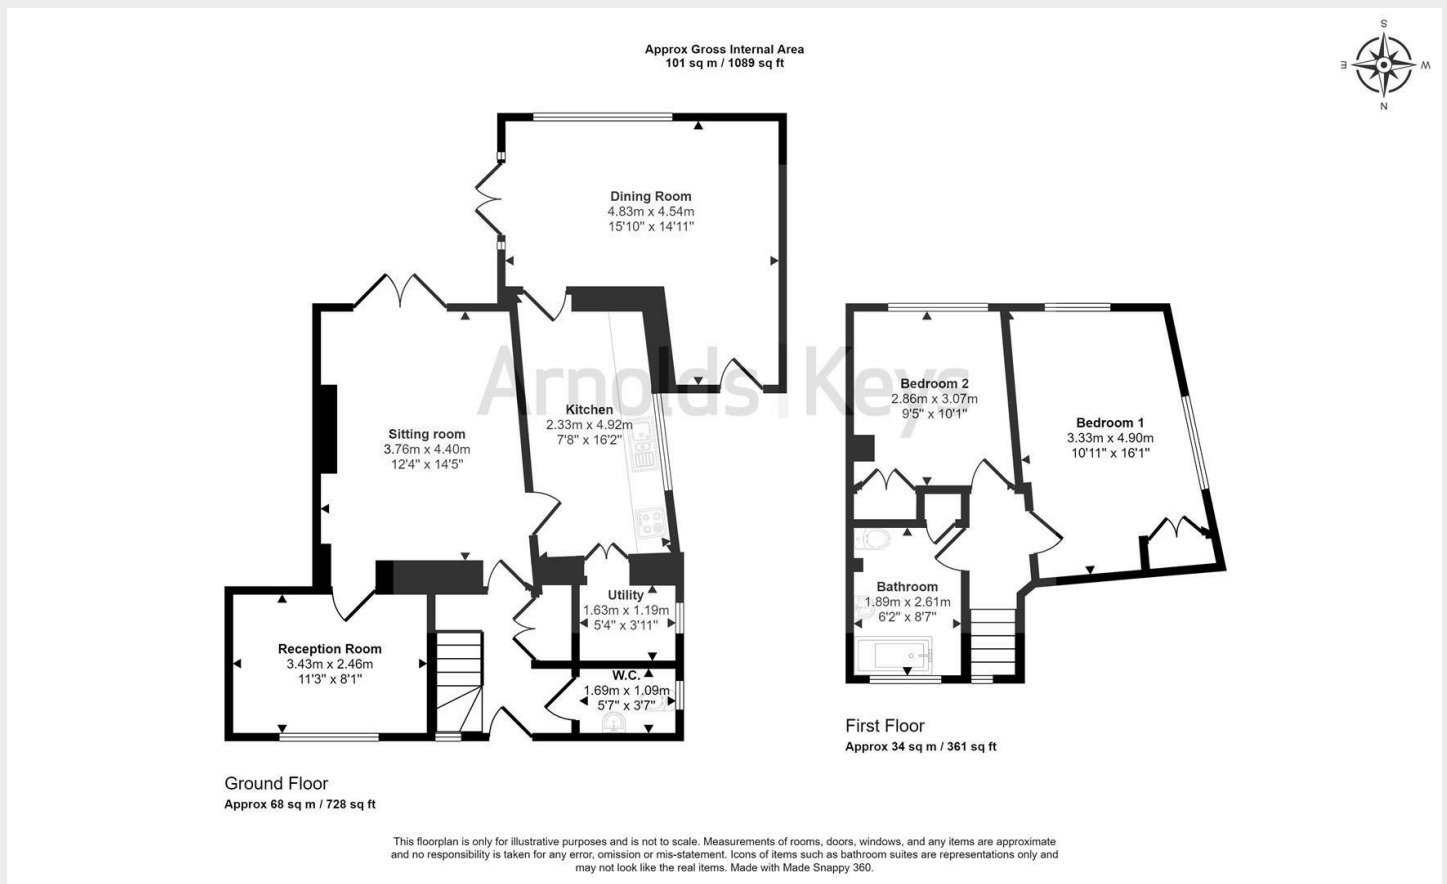 Approx Gross Internal Area
101 sq m / 1089 sq ft
S
E
W
N
Dining Room
4.83m x 4.54m
15'10" x 14'11"
Arnolds | Keys
Sitting room
3.76m x 4.40m
12'4" x 14'5"
Kitchen
2.33m x 4.92m
7'8" x 16'2"
Utility
1.63m x 1.19m
5'4" x 3'11"
W.C.
1.69m x 1.09m
5'7" x 3'7"
Reception Room
3.43m x 2.46m
11'3" x 8'1"
Bedroom 2
2.86m x 3.07m
9'5" x 10'1"
Bedroom 1
3.33m x 4.90m
10'11" x 16'1"
Bathroom
1.89m x 2.61m
6'2" x 8'7"
First Floor
Approx 34 sq m / 361 sq ft
Ground Floor
Approx 68 sq m / 728 sq ft
This floorplan is only for illustrative purposes and is not to scale. Measurements of rooms, doors, windows, and any items are approximate
and no responsibility is taken for any error, omission or mis-statement. Icons of items such as bathroom suites are representations only and
may not look like the real items. Made with Made Snappy 360.